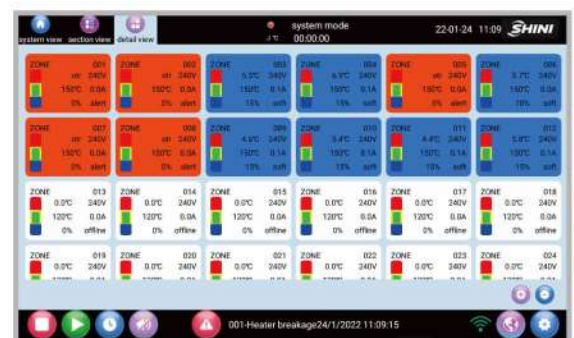 system view section view detail view
system mode
00:00:00
22-01-24 11:09 SHINI
ZONE 001 ZONE 002 ZONE 003 ZONE 004 ZONE 005 ZONE 006
240V 240V 240V 240V 240V 240V
150℃ 0.0A 150℃ 0.0A 150℃ 0.1A 150℃ 0.1A 150℃ 0.0A 150℃ 0.1A
0% alert 0% alert 15% soft 15% soft 0% alert 10% soft
ZONE 007 ZONE 008 ZONE 009 ZONE 010 ZONE 011 ZONE 012
240V 240V 240V 5.4℃ 240V 240V 240V
150℃ 0.0A 150℃ 0.0A 150℃ 0.1A 150℃ 0.1A 150℃ 0.1A 150℃ 0.1A
0% alert 0% alert soft soft soft soft
ZONE 013 ZONE 014 ZONE 015 ZONE 016 ZONE 017 ZONE 018
0.0℃ 240V 0.0℃ 240V 0.0℃ 240V 0.0℃ 240V 0.0℃ 240V 0.0℃ 240V
120℃ 0.0A 120℃ 0.0A 120℃ 0.0A 120℃ 0.0A 120℃ 0.0A 120℃ 0.0A
0% offline 0% offline 0% offline 0% offline 0% offline 0% offline
ZONE 019 ZONE 020 ZONE 021 ZONE 022 ZONE 023 ZONE 024
0.0℃ 240V 0.0℃ 240V 0.0℃ 240V 0.0℃ 240V 0.0℃ 240V 0.0℃ 240V
001-Heater breakage24/1/2022 11:09:15